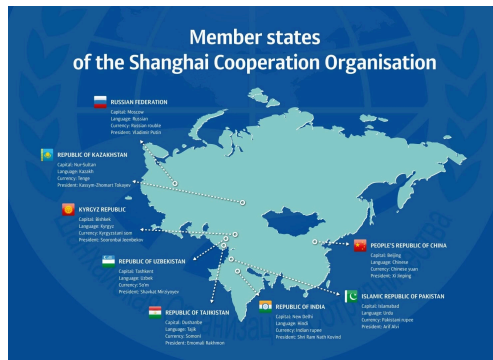 Member states
of the Shanghai Cooperation Organisation
RUSSIAN FEDERATION
Capital: Moscow
Language: Russian
Currency: Russian rouble
President: Vladimir Putin
REPUBLIC OF KAZAKHSTAN
Capital: Nur-Sultan
Language: Kazakh
Currency: Tenge
President: Kassym-Zhomart Tokayev
KYRGYZ REPUBLIC
Capital: Bishkek
Language: Kyrgyz
Currency: Kyrgyzstani som
President: Sooronbai Jeenbekov
REPUBLIC OF UZBEKISTAN
Capital: Tashkent
Language: Uzbek
Currency: So'm
President: Shavkat Mirziyoyev
REPUBLIC OF TAJIKISTAN
Capital: Dushanbe
Language: Tajik
Currency: Somoni
President: Emomali Rakhmon
REPUBLIC OF INDIA
Capital: New Delhi
Language: Hindi
Currency: Indian rupee
President: Shri Ram Nath Kovind
PEOPLE'S REPUBLIC OF CHINA
Capital: Beijing
Language: Chinese
Currency: Chinese yuan
President: Xi Jinping
ISLAMIC REPUBLIC OF PAKISTAN
Capital: Islamabad
Language: Urdu
Currency: Pakistani rupee
President: Arif Alvi